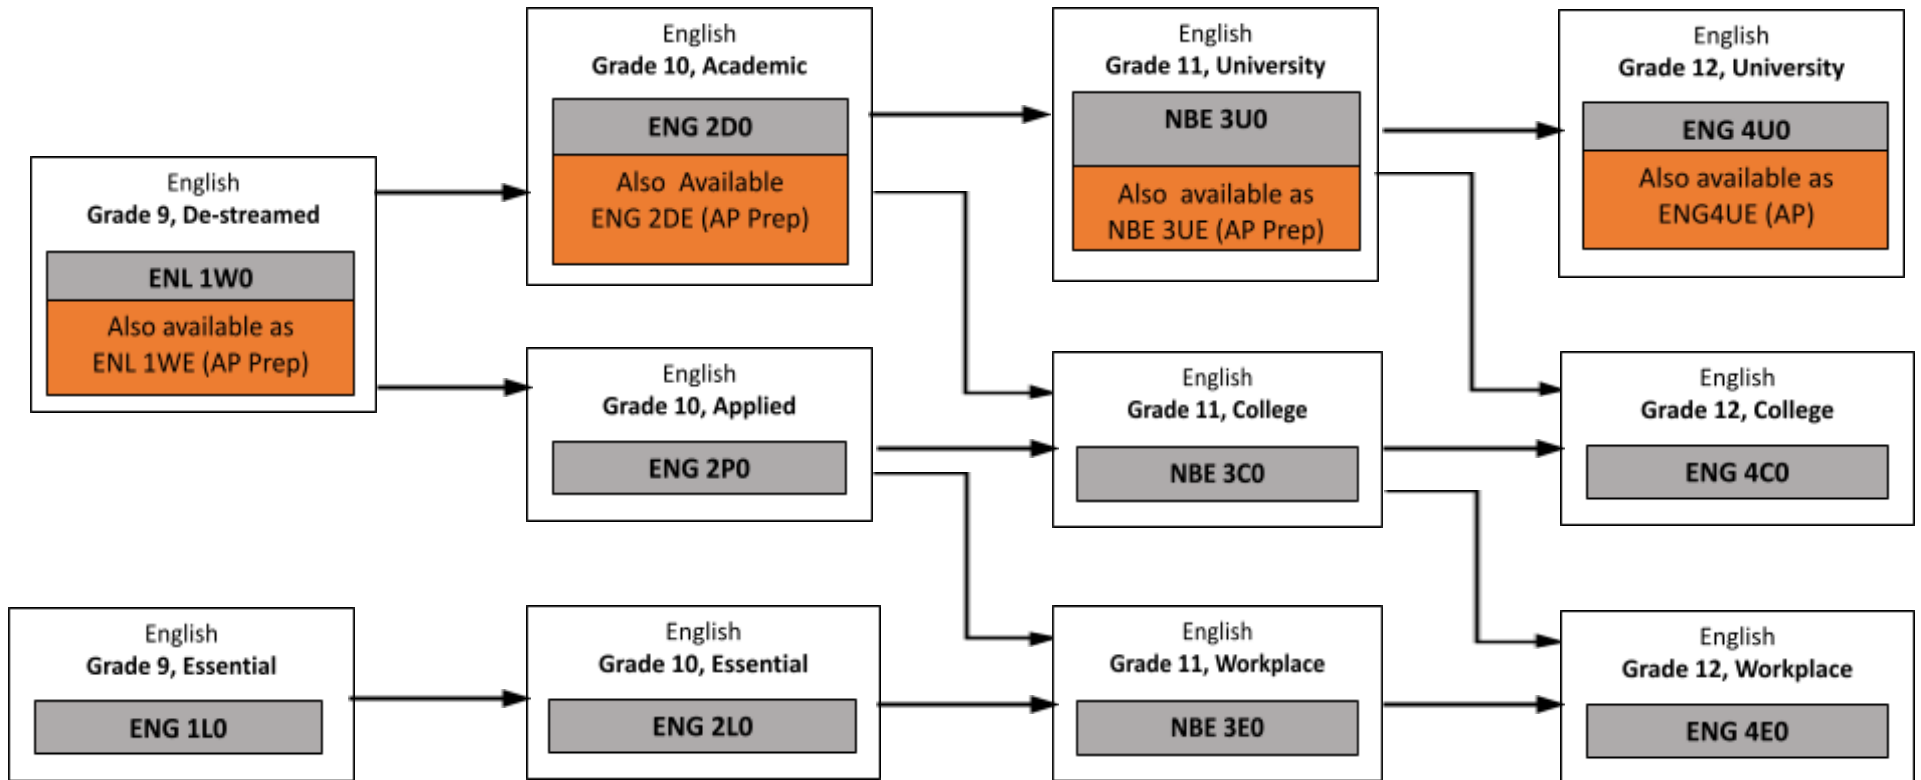 English
Grade 9, De-streamed
ENL 1W0
Also available as
ENL 1WE (AP Prep)
English
Grade 10, Academic
ENG 2D0
Also  Available
ENG 2DE (AP Prep)
English
Grade 11, University
NBE 3U0
Also  available as
NBE 3UE (AP Prep)
English
Grade 12, University
ENG 4U0
Also available as
ENG4UE (AP)
English
Grade 10, Applied
ENG 2P0
English
Grade 11, College
NBE 3C0
English
Grade 12, College
ENG 4C0
English
Grade 9, Essential
ENG 1L0
English
Grade 10, Essential
ENG 2L0
English
Grade 11, Workplace
NBE 3E0
English
Grade 12, Workplace
ENG 4E0